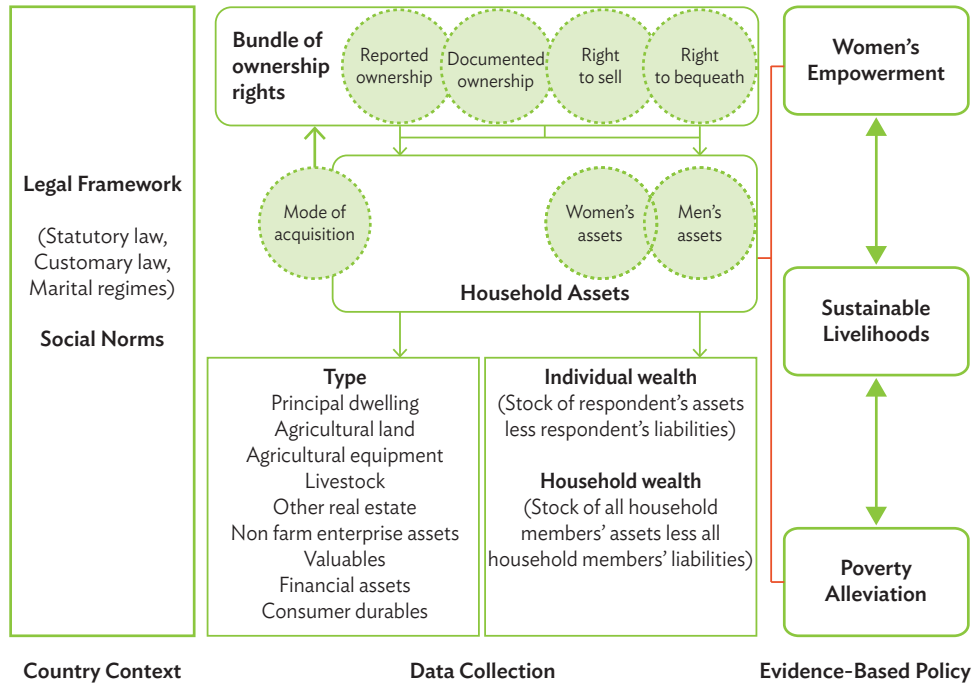 Legal Framework
(Statutory law,
Customary law,
Marital regimes)
Social Norms
Country Context
Bundle of
ownership
rights
Reported
ownership
Documented
ownership
Right
to sell
Right
to bequeath
Mode of
acquisition
Women's
assets
Men's
assets
Household Assets
Type
Principal dwelling
Agricultural land
Agricultural equipment
Livestock
Other real estate
Non farm enterprise assets
Valuables
Financial assets
Consumer durables
Individual wealth
(Stock of respondent's assets
less respondent's liabilities)
Household wealth
(Stock of all household
members' assets less all
household members' liabilities)
Data Collection
Women's
Empowerment
Sustainable
Livelihoods
Poverty
Alleviation
Evidence-Based Policy